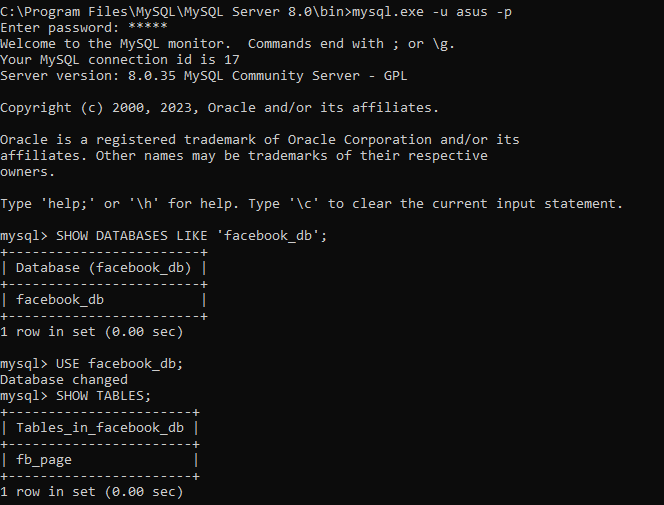 C:\Program Files\MySQL\MySQL Server 8.0\bin>mysql.exe -u asus -p
Enter password: *****
Welcome to the MySQL monitor.  Commands end with ; or \g.
Your MySQL connection id is 17
Server version: 8.0.35 MySQL Community Server - GPL

Copyright (c) 2000, 2023, Oracle and/or its affiliates.

Oracle is a registered trademark of Oracle Corporation and/or its
affiliates. Other names may be trademarks of their respective
owners.

Type 'help;' or '\h' for help. Type '\c' to clear the current input statement.

mysql> SHOW DATABASES LIKE 'facebook_db';
+------------------------+
| Database (facebook_db) |
+------------------------+
| facebook_db            |
+------------------------+
1 row in set (0.00 sec)

mysql> USE facebook_db;
Database changed
mysql> SHOW TABLES;
+-----------------------+
| Tables_in_facebook_db |
+-----------------------+
| fb_page               |
+-----------------------+
1 row in set (0.00 sec)